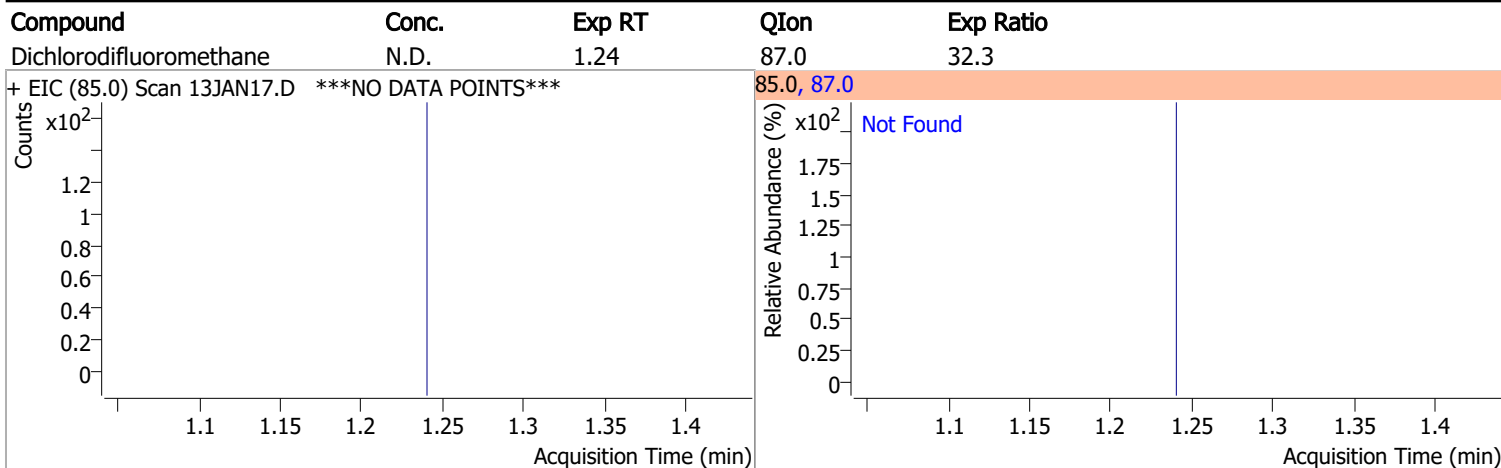 Compound Conc. Exp RT QIon Exp Ratio
Dichlorodifluoromethane N.D. 1.24 87.0 32.3
+ EIC (85.0) Scan 13JAN17.D ***NO DATA POINTS***
Counts
x10²
1.2
1
0.8
0.6
0.4
0.2
0
1.1 1.15 1.2 1.25 1.3 1.35 1.4
Acquisition Time (min)
85.0, 87.0
Relative Abundance (%)
x10²
Not Found
1.75
1.5
1.25
1
0.75
0.5
0.25
0
1.1 1.15 1.2 1.25 1.3 1.35 1.4
Acquisition Time (min)